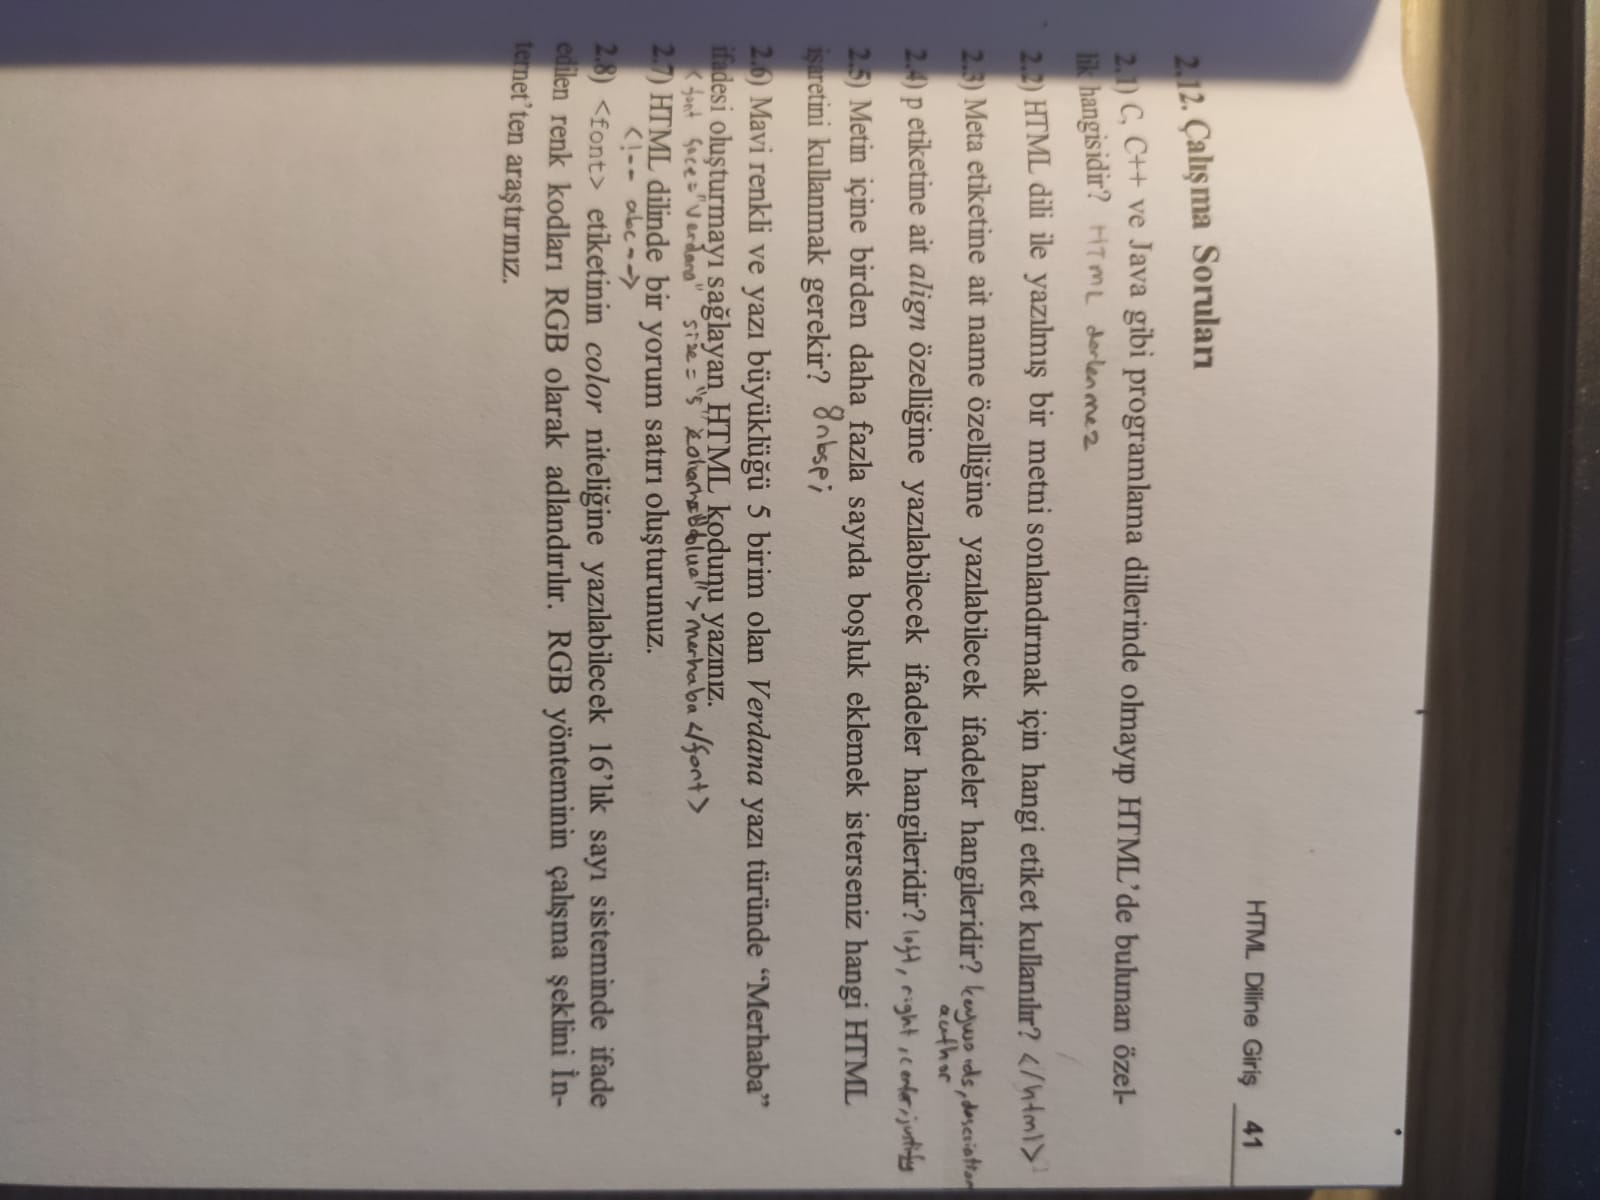 HTML Diline Giriş 41
2.12. Çalışma Soruları
2.1) C, C++ ve Java gibi programlama dillerinde olmayıp HTML'de bulunan özel-
lik hangisidir? HTmL derlenmez
2.2) HTML dili ile yazılmış bir metni sonlandırmak için hangi etiket kullanılır? </html>
2.3) Meta etiketine ait name özelliğine yazılabilecek ifadeler hangileridir? keywords, description
author
2.4) p etiketine ait align özelliğine yazılabilecek ifadeler hangileridir? left, right, center, justify
2.5) Metin içine birden daha fazla sayıda boşluk eklemek isterseniz hangi HTML
işaretini kullanmak gerekir? &nbsp;
2.6) Mavi renkli ve yazı büyüklüğü 5 birim olan Verdana yazı türünde “Merhaba”
ifadesi oluşturmayı sağlayan HTML kodunu yazınız.
<font face="Verdana" size="5" > merhaba </font>
2.7) HTML dilinde bir yorum satırı oluşturunuz.
<!-- abc -->
2.8) <font> etiketinin color niteliğine yazılabilecek 16'lık sayı sisteminde ifade
edilen renk kodları RGB olarak adlandırılır. RGB yönteminin çalışma şeklini İn-
ternet'ten araştırınız.